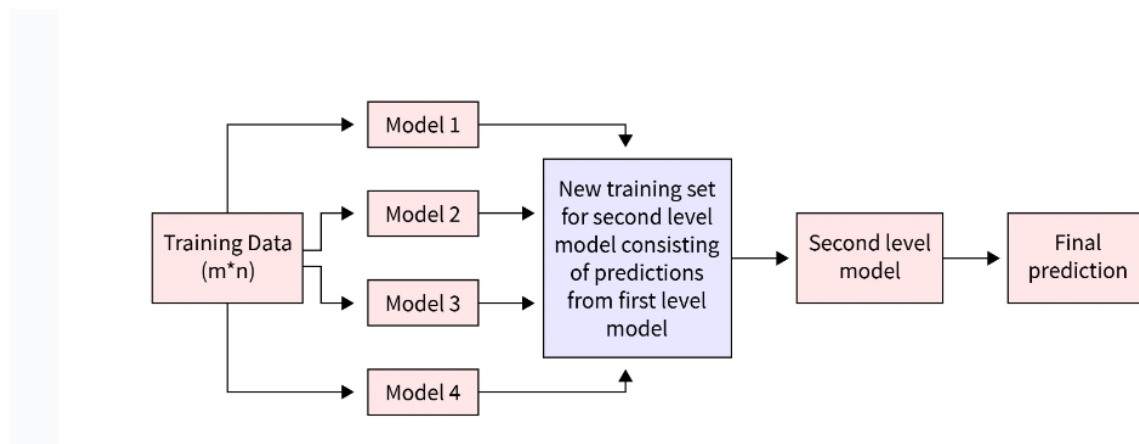 Model 1
Model 2
Training Data
(m*n)
Model 3
Model 4
New training set
for second level
model consisting
of predictions
from first level
model
Second level
model
Final
prediction